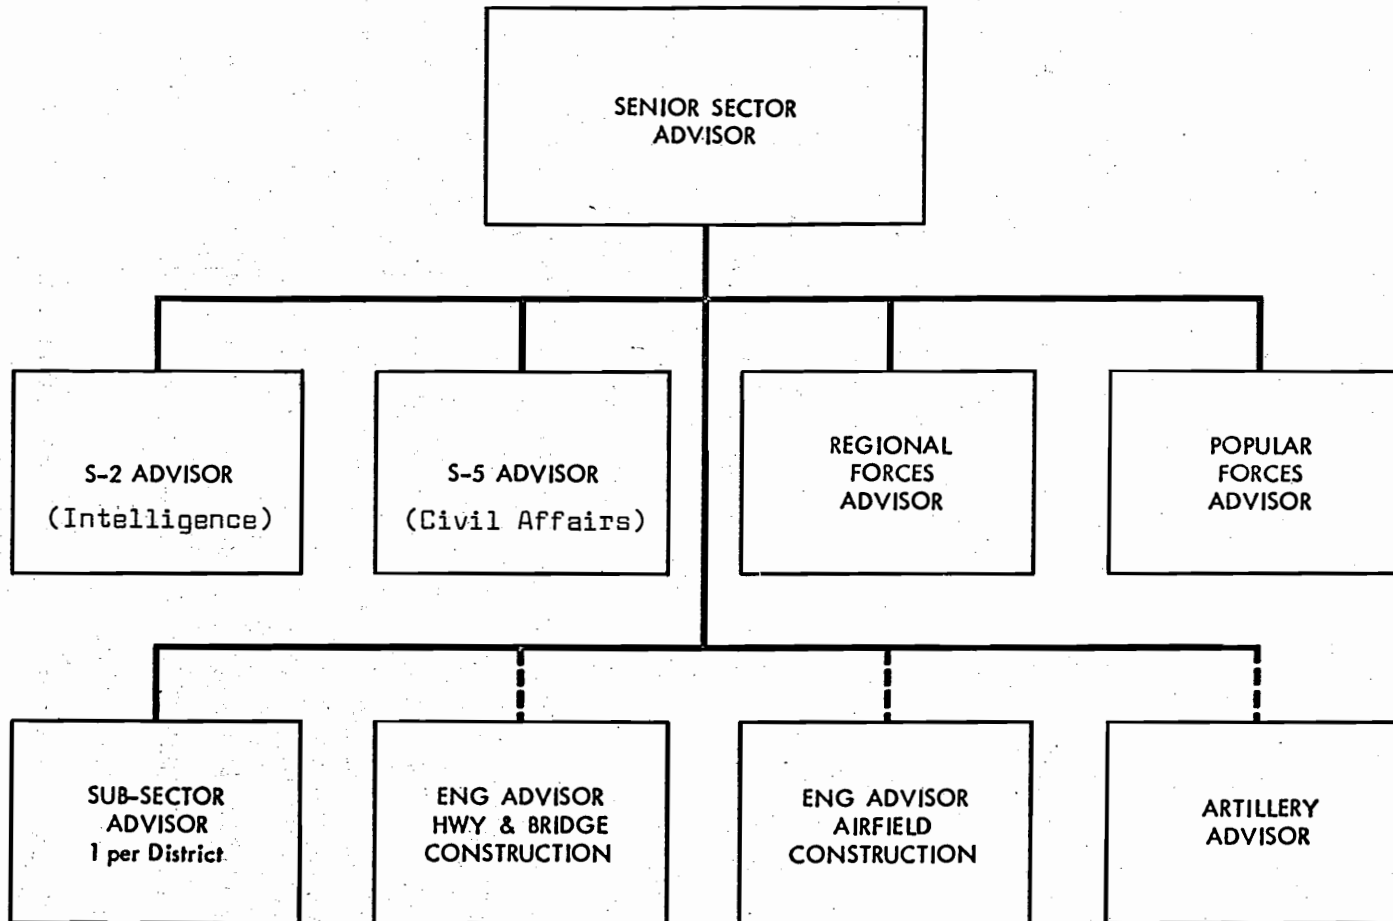 SENIOR SECTOR
ADVISOR
S-2 ADVISOR
(Intelligence)
S-5 ADVISOR
(Civil Affairs)
REGIONAL
FORCES
ADVISOR
POPULAR
FORCES
ADVISOR
SUB-SECTOR
ADVISOR
1 per District
ENG ADVISOR
HWY & BRIDGE
CONSTRUCTION
ENG ADVISOR
AIRFIELD
CONSTRUCTION
ARTILLERY
ADVISOR